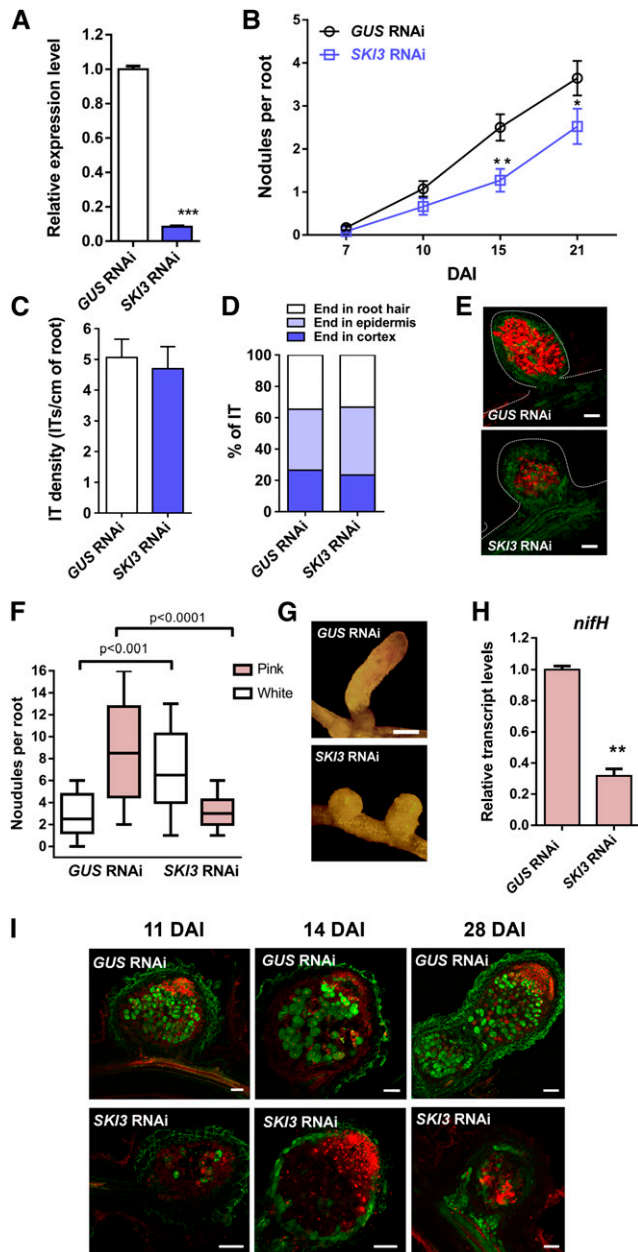 A
Relative expression level
1.2
1.0
0.8
0.6
0.4
0.2
0.0
***
GUS RNAi
SKI3 RNAi
B
GUS RNAi
SKI3 RNAi
Nodules per root
5
4
3
2
1
0
**
*
7
10
15
21
DAI
C
IT density (ITs/cm of root)
7
6
5
4
3
2
1
0
GUS RNAi
SKI3 RNAi
D
End in root hair
End in epidermis
End in cortex
% of IT
100
80
60
40
20
0
GUS RNAi
SKI3 RNAi
E
GUS RNAi
SKI3 RNAi
F
p<0.0001
p<0.001
Pink
White
Noudules per root
16
14
12
10
8
6
4
2
0
GUS RNAi
SKI3 RNAi
G
GUS RNAi
SKI3 RNAi
H
nifH
Relative transcript levels
1.2
1.0
0.8
0.6
0.4
0.2
0.0
**
GUS RNAi
SKI3 RNAi
I
11 DAI
14 DAI
28 DAI
GUS RNAi
GUS RNAi
GUS RNAi
SKI3 RNAi
SKI3 RNAi
SKI3 RNAi